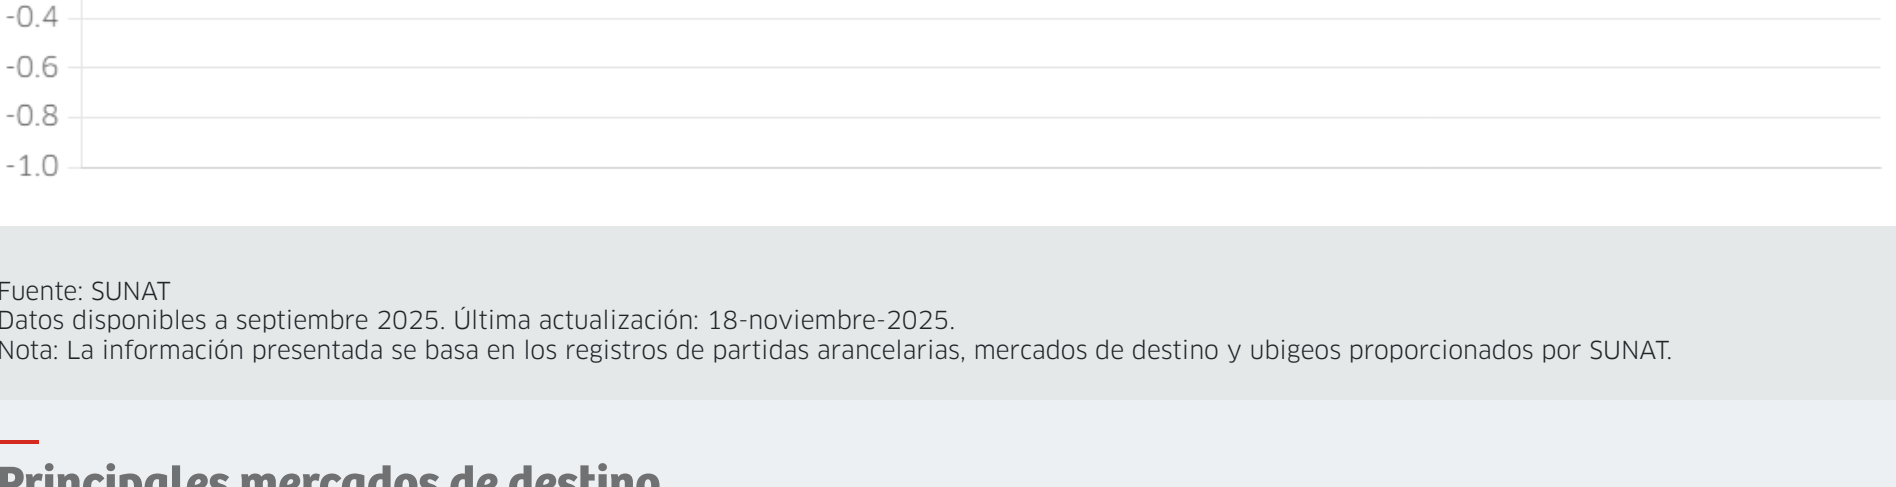 -0.4
-0.6
-0.8
-1.0
Fuente: SUNAT
Datos disponibles a septiembre 2025. Última actualización: 18-noviembre-2025.
Nota: La información presentada se basa en los registros de partidas arancelarias, mercados de destino y ubigeos proporcionados por SUNAT.
Principales mercados de destino